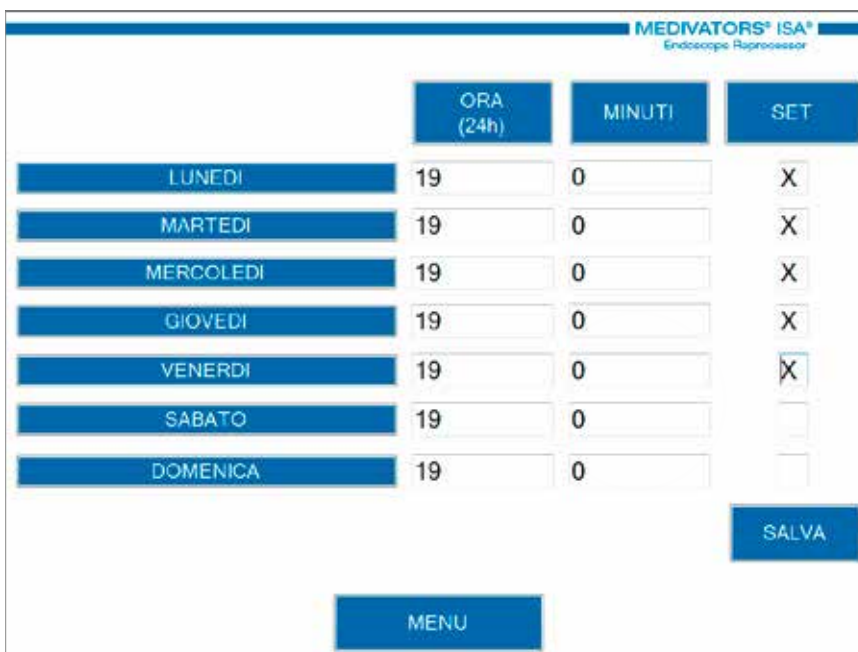 MEDIVATORS® ISA®
Endoscope Reprocessor
ORA (24h) MINUTI SET
LUNEDI 19 0 X
MARTEDI 19 0 X
MERCOLEDI 19 0 X
GIOVEDI 19 0 X
VENERDI 19 0 X
SABATO 19 0
DOMENICA 19 0
SALVA
MENU